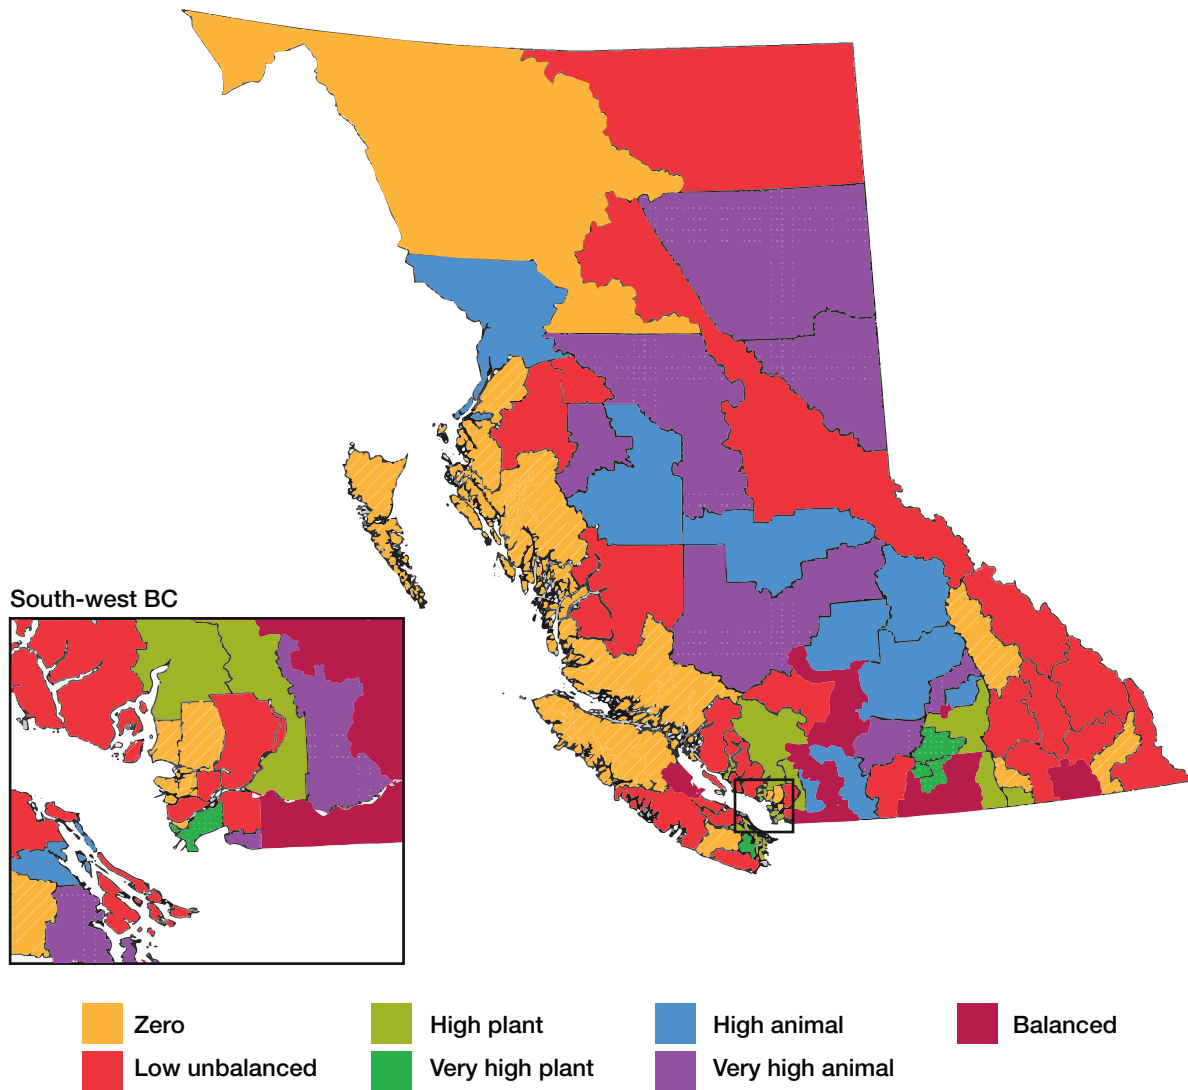 South-west BC
Zero
High plant
High animal
Balanced
Low unbalanced
Very high plant
Very high animal